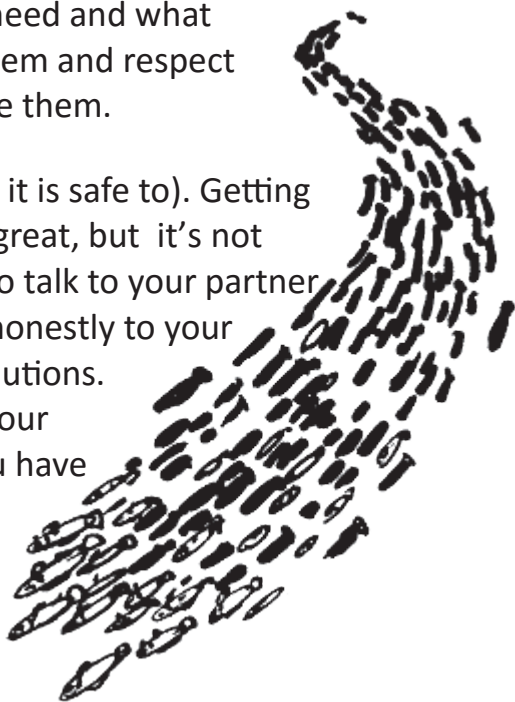 need and what
em and respect
e them.
it is safe to). Getting
great, but it's not
o talk to your partner
honestly to your
utions.
our
u have